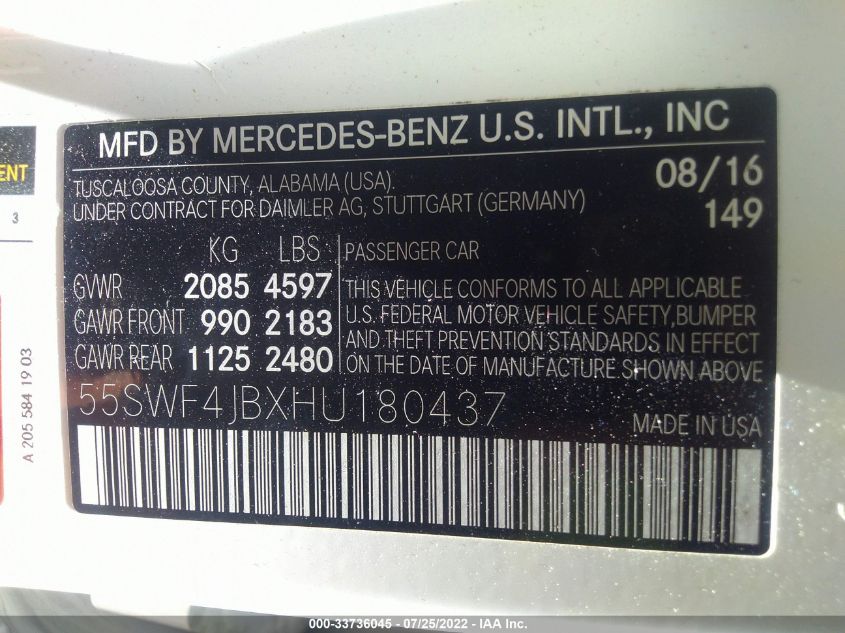 MFD BY MERCEDES-BENZ U.S. INTL., INC
TUSCALOOSA COUNTY, ALABAMA (USA).
UNDER CONTRACT FOR DAIMLER AG, STUTTGART (GERMANY)
08/16
149
KG LBS
GVWR 2085 4597
GAWR FRONT 990 2183
GAWR REAR 1125 2480
PASSENGER CAR
THIS VEHICLE CONFORMS TO ALL APPLICABLE
U.S. FEDERAL MOTOR VEHICLE SAFETY,BUMPER
AND THEFT PREVENTION STANDARDS IN EFFECT
ON THE DATE OF MANUFACTURE SHOWN ABOVE
55SWF4JBXHU180437
MADE IN USA
A 205 584 19 03
ENT
3
000-33736045 - 07/25/2022 - IAA Inc.